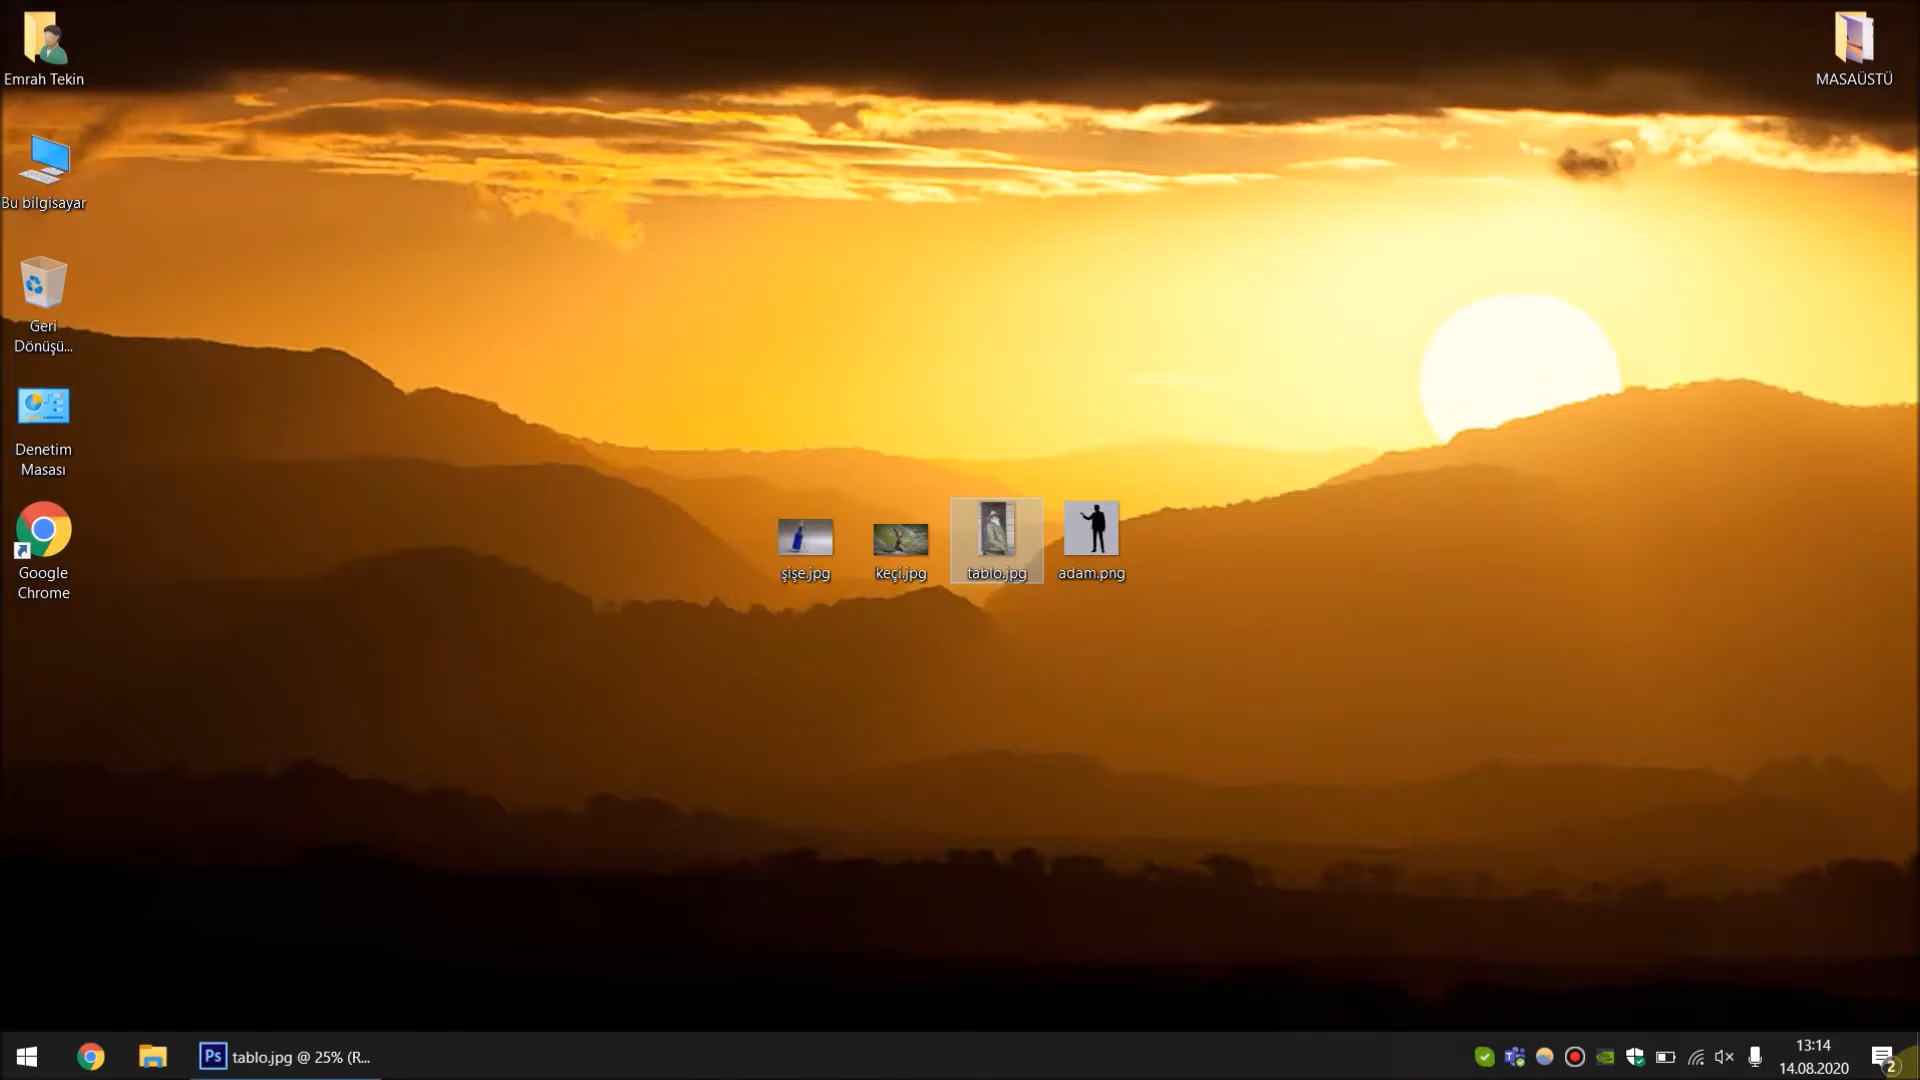 Emrah Tekin
MASAÜSTÜ
Bu bilgisayar
Geri
Dönüşü...
Denetim
Masası
Google
Chrome
şişe.jpg
keçi.jpg
tablo.jpg
adam.png
Ps
tablo.jpg @ 25% (R...
13:14
14.08.2020
2